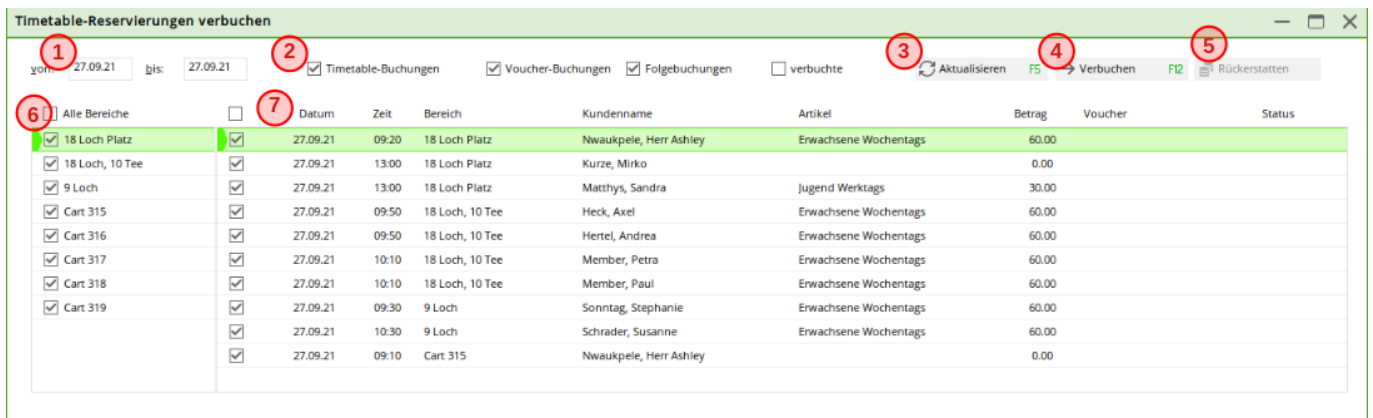 Timetable-Reservierungen verbuchen
1 2 3 4 5
von: 27.09.21 bis: 27.09.21 Timetable-Buchungen Voucher-Buchungen Folgebuchungen verbuchte Aktualisieren F5 Verbuchen F12 Rückerstatten
6 Alle Bereiche 7 Datum Zeit Bereich Kundenname Artikel Betrag Voucher Status
18 Loch Platz 27.09.21 09:20 18 Loch Platz Nwaukpele, Herr Ashley Erwachsene Wochentags 60.00
18 Loch, 10 Tee 27.09.21 13:00 18 Loch Platz Kurze, Mirko 0.00
9 Loch 27.09.21 13:00 18 Loch Platz Matthys, Sandra Jugend Werktags 30.00
Cart 315 27.09.21 09:50 18 Loch, 10 Tee Heck, Axel Erwachsene Wochentags 60.00
Cart 316 27.09.21 09:50 18 Loch, 10 Tee Hertel, Andrea Erwachsene Wochentags 60.00
Cart 317 27.09.21 10:10 18 Loch, 10 Tee Member, Petra Erwachsene Wochentags 60.00
Cart 318 27.09.21 10:10 18 Loch, 10 Tee Member, Paul Erwachsene Wochentags 60.00
Cart 319 27.09.21 09:30 9 Loch Sonntag, Stephanie Erwachsene Wochentags 60.00
27.09.21 10:30 9 Loch Schrader, Susanne Erwachsene Wochentags 60.00
27.09.21 09:10 Cart 315 Nwaukpele, Herr Ashley 0.00